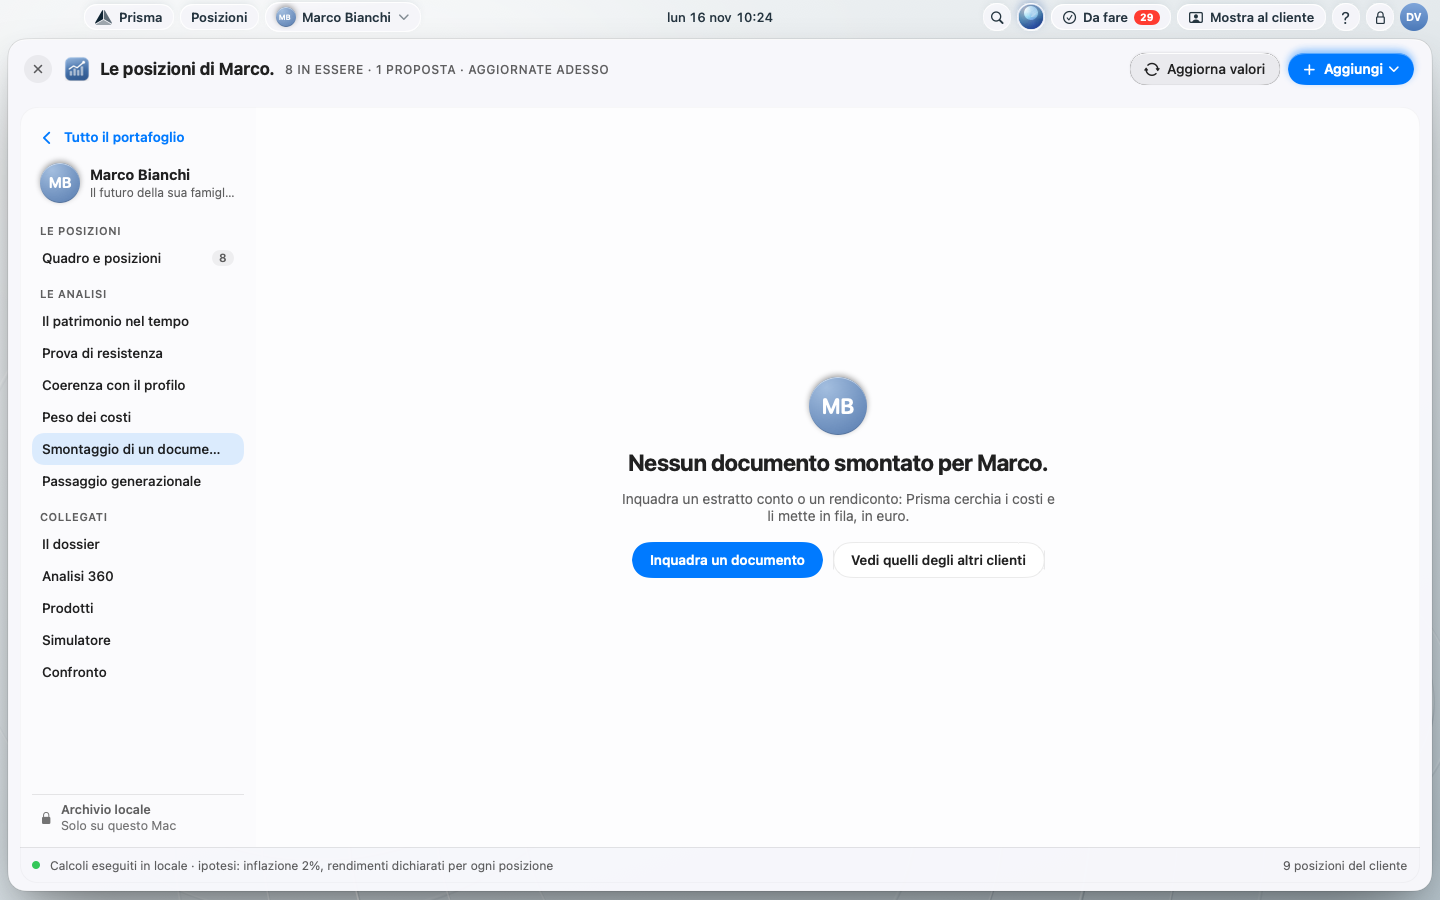 Prisma
Posizioni
MB Marco Bianchi
lun 16 nov 10:24
Da fare 29
Mostra al cliente
?
DV
Le posizioni di Marco.
8 IN ESSERE · 1 PROPOSTA · AGGIORNATE ADESSO
Aggiorna valori
Aggiungi
Tutto il portafoglio
MB
Marco Bianchi
Il futuro della sua famigl...
LE POSIZIONI
Quadro e posizioni 8
LE ANALISI
Il patrimonio nel tempo
Prova di resistenza
Coerenza con il profilo
Peso dei costi
Smontaggio di un docume...
Passaggio generazionale
COLLEGATI
Il dossier
Analisi 360
Prodotti
Simulatore
Confronto
Archivio locale
Solo su questo Mac
MB
Nessun documento smontato per Marco.
Inquadra un estratto conto o un rendiconto: Prisma cerchia i costi e
li mette in fila, in euro.
Inquadra un documento
Vedi quelli degli altri clienti
Calcoli eseguiti in locale · ipotesi: inflazione 2%, rendimenti dichiarati per ogni posizione
9 posizioni del cliente